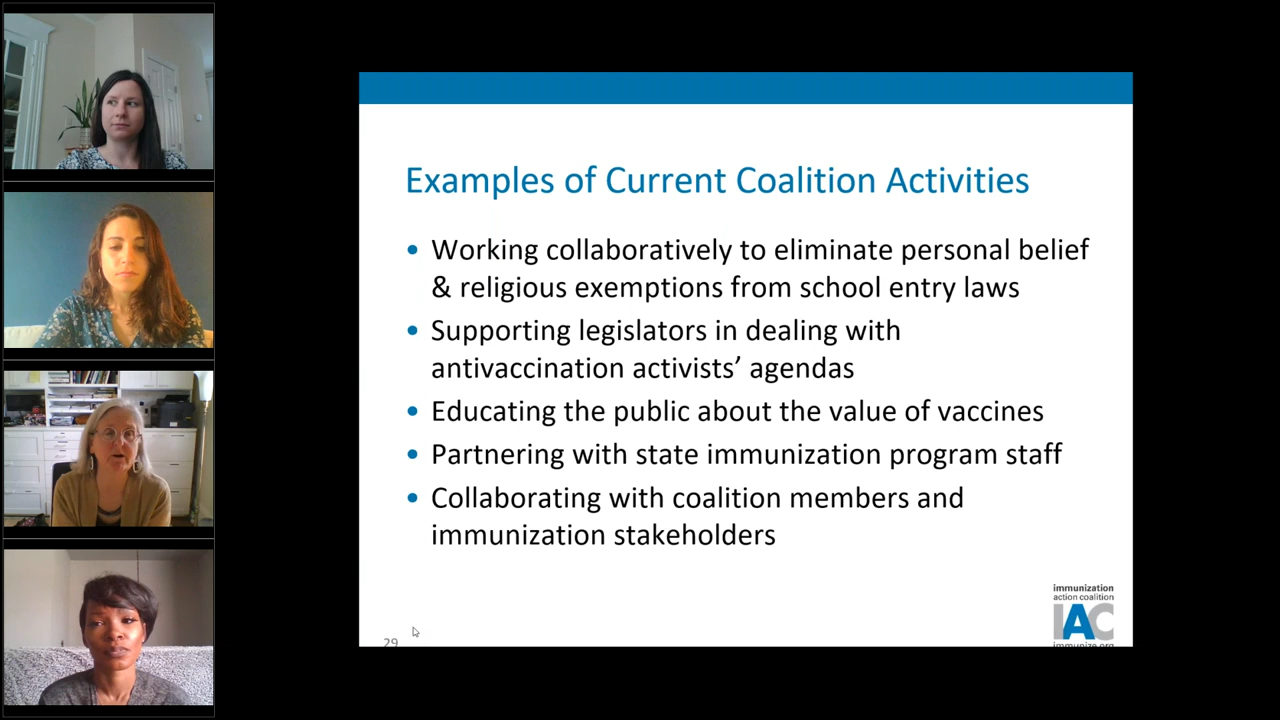 Examples of Current Coalition Activities
• Working collaboratively to eliminate personal belief
& religious exemptions from school entry laws
• Supporting legislators in dealing with
antivaccination activists’ agendas
• Educating the public about the value of vaccines
• Partnering with state immunization program staff
• Collaborating with coalition members and
immunization stakeholders
immunization
action coalition
IAC
immunize.org
29